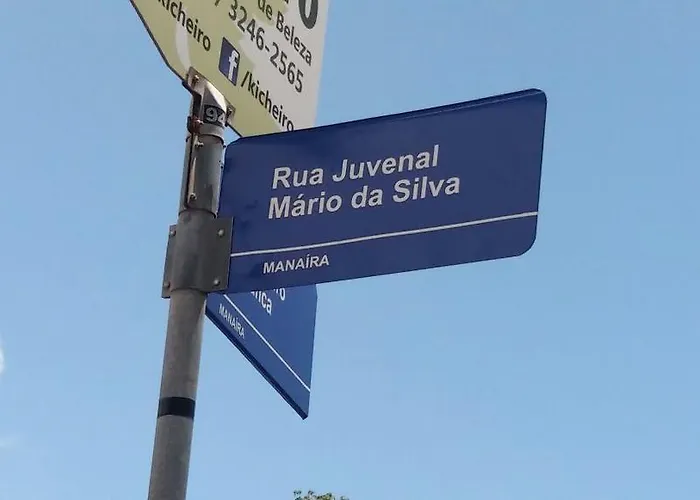 de Beleza
3246-2565
kicheiro
f /kicheiro
94
Rua Juvenal
Mário da Silva
MANAÍRA
MANAÍRA